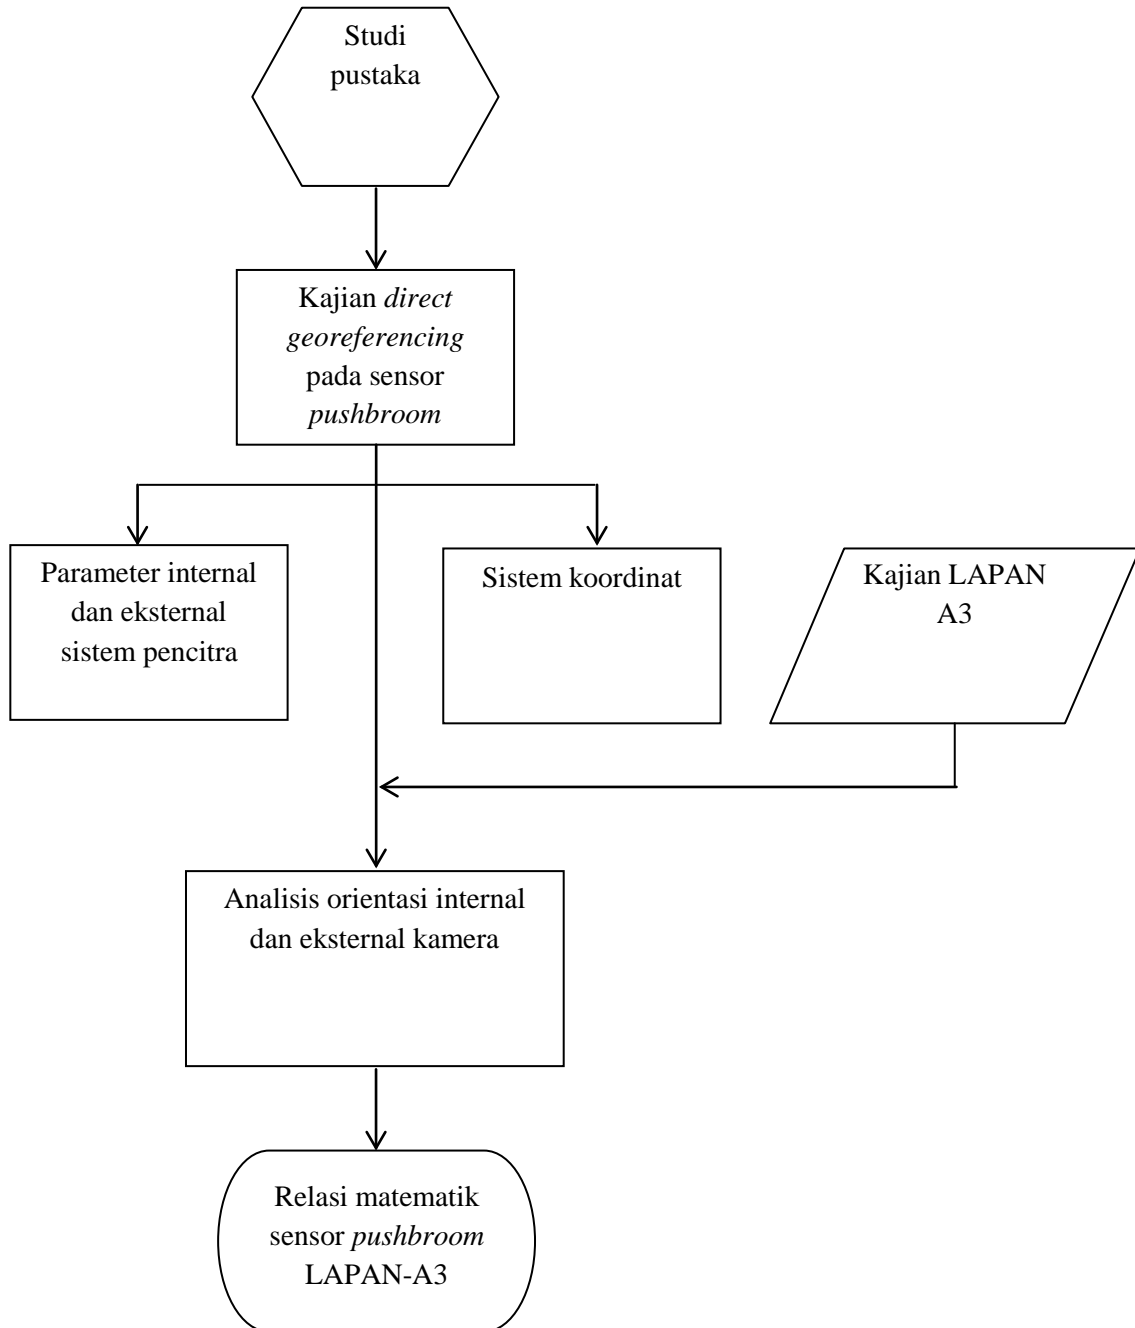 Studi
pustaka
Kajian direct
georeferencing
pada sensor
pushbroom
Parameter internal
dan eksternal
sistem pencitra
Sistem koordinat
Kajian LAPAN
A3
Analisis orientasi internal
dan eksternal kamera
Relasi matematik
sensor pushbroom
LAPAN-A3